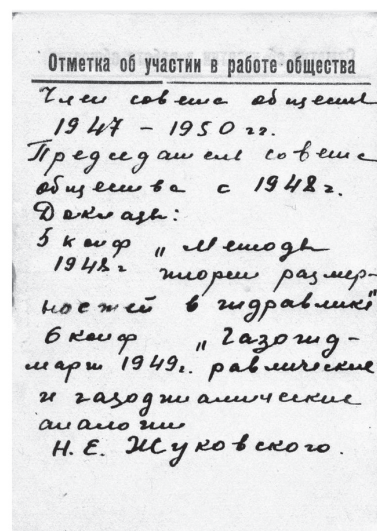 Отметка об участии в работе общества
Член совета общества
1947 – 1950 гг.
Председатель совета
общества с 1948 г.
Доклады:
5 конф „Методы
1948 г теории размер-
ностей в гидравлике"
6 конф „Газогид-
март 1949 г. равлические
и газодинамические
аналогии
Н. Е. Жуковского.